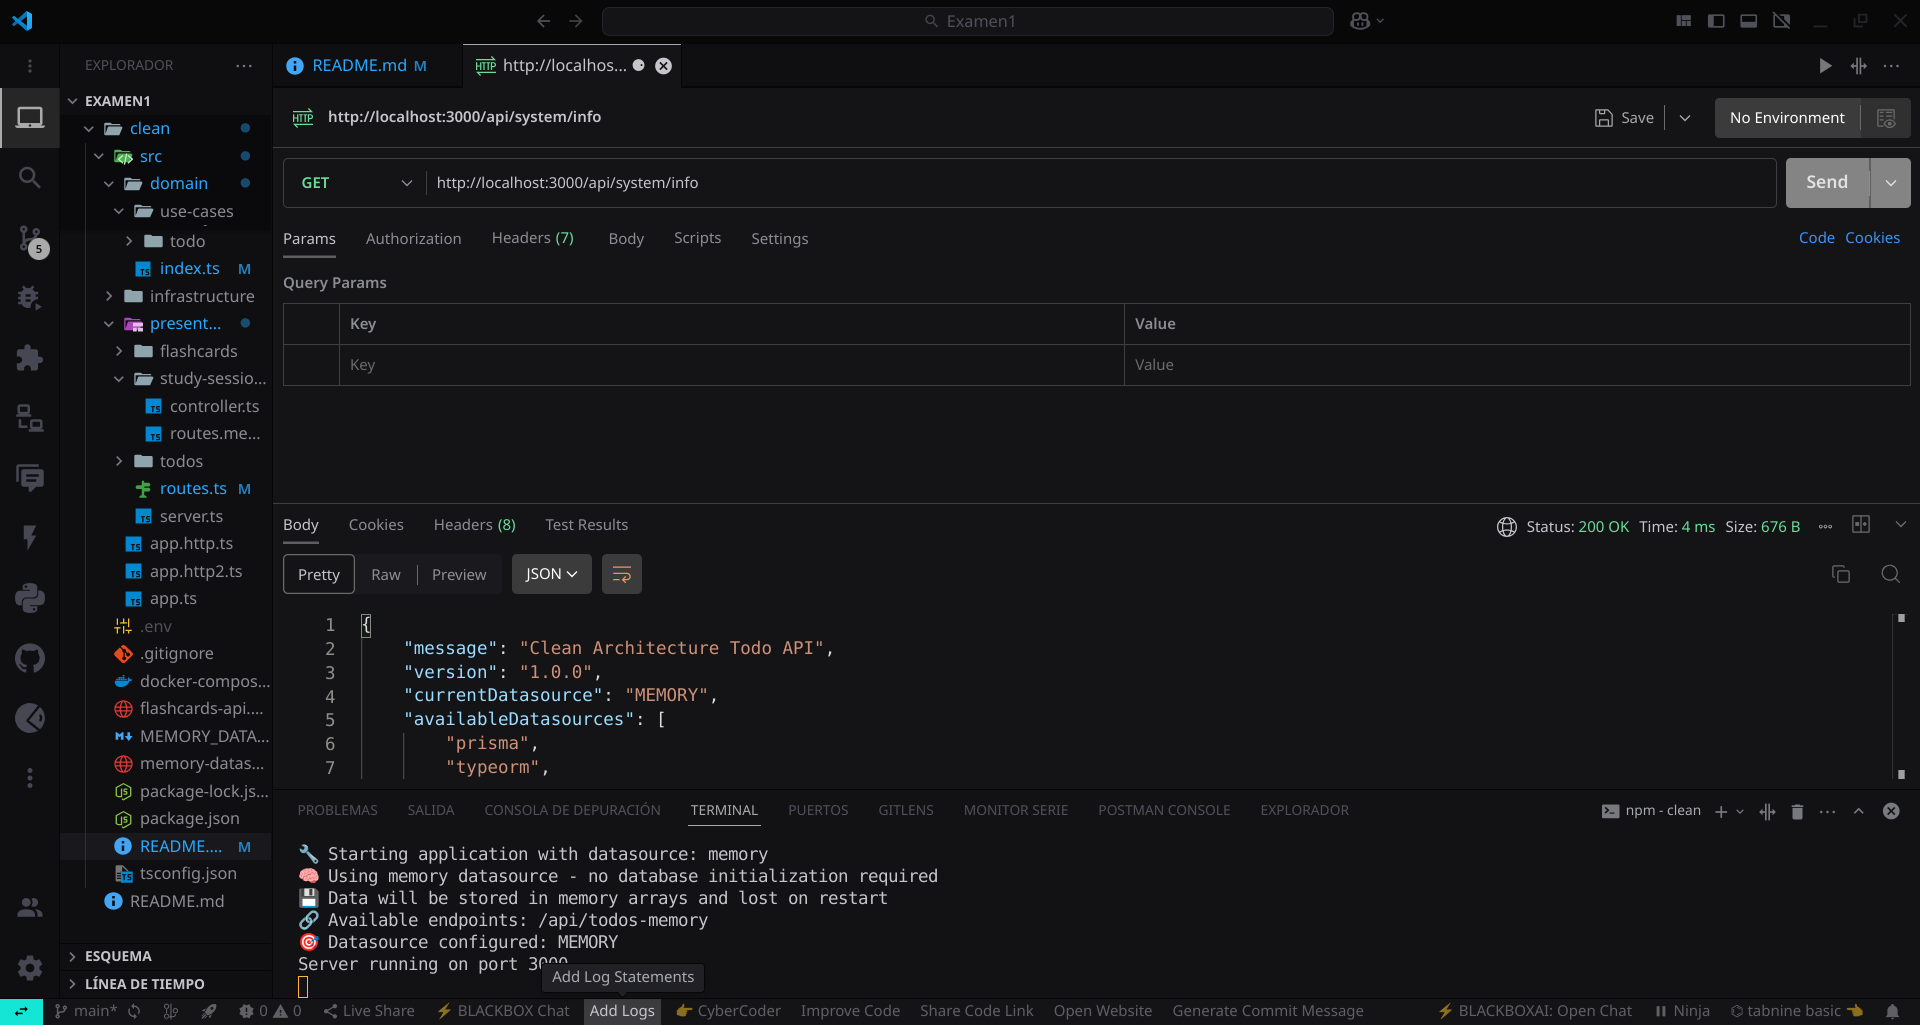 Examen1
EXPLORADOR
README.md M
http://localhos...
EXAMEN1
clean
src
domain
use-cases
todo
index.ts M
infrastructure
present...
flashcards
study-sessio...
controller.ts
routes.me...
todos
routes.ts M
server.ts
app.http.ts
app.http2.ts
app.ts
.env
.gitignore
docker-compos...
flashcards-api....
MEMORY_DATA...
memory-datas...
package-lock.js...
package.json
README.... M
tsconfig.json
README.md
ESQUEMA
LÍNEA DE TIEMPO
5
HTTP http://localhost:3000/api/system/info
Save
No Environment
GET http://localhost:3000/api/system/info
Send
Params Authorization Headers (7) Body Scripts Settings
Code Cookies
Query Params
Key Value
Key Value
Body Cookies Headers (8) Test Results
Status: 200 OK Time: 4 ms Size: 676 B
Pretty Raw Preview JSON
1 {
2 "message": "Clean Architecture Todo API",
3 "version": "1.0.0",
4 "currentDatasource": "MEMORY",
5 "availableDatasources": [
6 "prisma",
7 "typeorm",
PROBLEMAS SALIDA CONSOLA DE DEPURACIÓN TERMINAL PUERTOS GITLENS MONITOR SERIE POSTMAN CONSOLE EXPLORADOR
npm - clean
🔧 Starting application with datasource: memory
🧠 Using memory datasource - no database initialization required
💾 Data will be stored in memory arrays and lost on restart
🔗 Available endpoints: /api/todos-memory
🎯 Datasource configured: MEMORY
Server running on port 3000
Add Log Statements
main* 0 0 Live Share BLACKBOX Chat Add Logs 👉 CyberCoder Improve Code Share Code Link Open Website Generate Commit Message BLACKBOXAI: Open Chat Ninja tabnine basic 👈